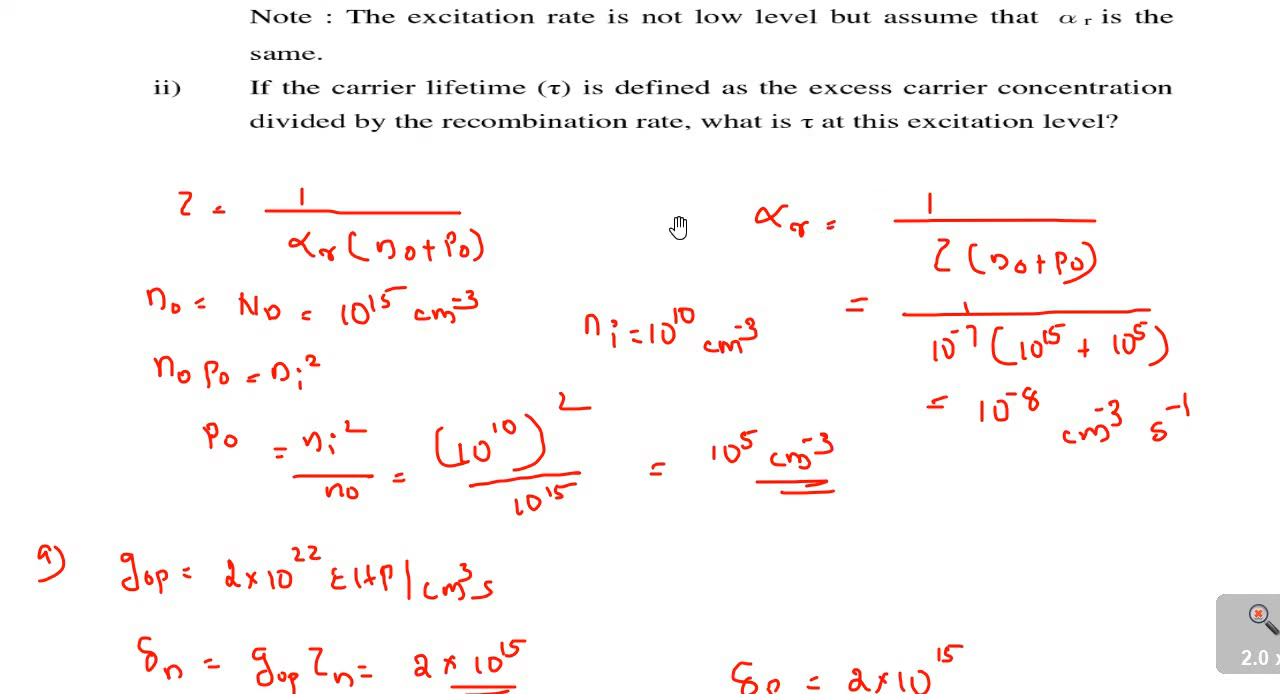 Note : The excitation rate is not low level but assume that α r is the
same.
ii) If the carrier lifetime (τ) is defined as the excess carrier concentration
divided by the recombination rate, what is τ at this excitation level?
τ = 1 / αr (n0 + P0)
αr = 1 / τ (n0 + P0)
n0 = ND = 10^15 cm^-3
ni = 10^10 cm^-3
= 1 / 10^-7 (10^15 + 10^5)
n0 P0 = ni^2
= 10^-8 cm^-3 s^-1
P0 = ni^2 / n0 = (10^10)^2 / 10^15 = 10^5 cm^-3
a) gop = 2 × 10^22 EHP | cm^3 s
δn = gop τn = 2 × 10^15
δp = 2 × 10^15
2.0 x